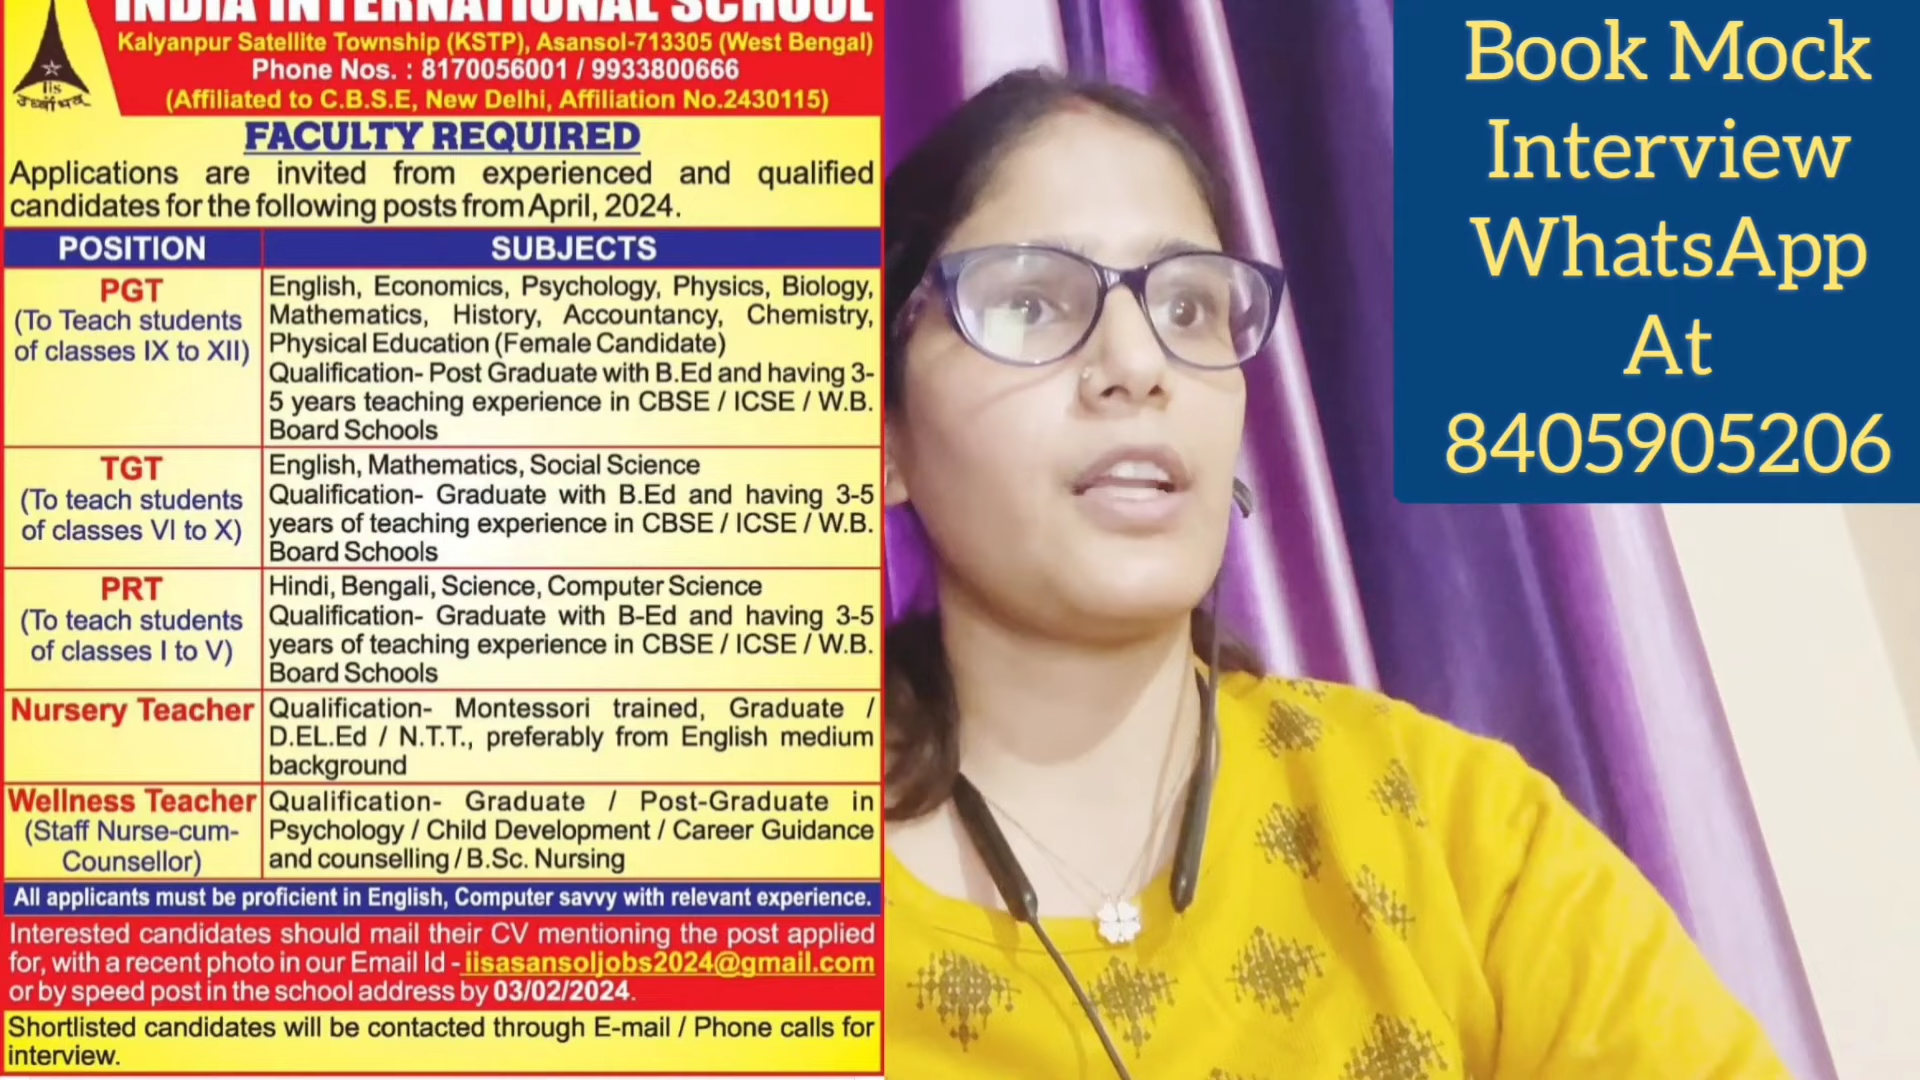 INDIA INTERNATIONAL SCHOOL
Kalyanpur Satellite Township (KSTP), Asansol-713305 (West Bengal)
Phone Nos. : 8170056001 / 9933800666
(Affiliated to C.B.S.E, New Delhi, Affiliation No.2430115)
iis
FACULTY REQUIRED
Applications are invited from experienced and qualified
candidates for the following posts from April, 2024.
POSITION
SUBJECTS
PGT
(To Teach students
of classes IX to XII)
English, Economics, Psychology, Physics, Biology,
Mathematics, History, Accountancy, Chemistry,
Physical Education (Female Candidate)
Qualification- Post Graduate with B.Ed and having 3-
5 years teaching experience in CBSE / ICSE / W.B.
Board Schools
TGT
(To teach students
of classes VI to X)
English, Mathematics, Social Science
Qualification- Graduate with B.Ed and having 3-5
years of teaching experience in CBSE / ICSE / W.B.
Board Schools
PRT
(To teach students
of classes I to V)
Hindi, Bengali, Science, Computer Science
Qualification- Graduate with B-Ed and having 3-5
years of teaching experience in CBSE / ICSE / W.B.
Board Schools
Nursery Teacher
Qualification- Montessori trained, Graduate /
D.EL.Ed / N.T.T., preferably from English medium
background
Wellness Teacher
(Staff Nurse-cum-
Counsellor)
Qualification- Graduate / Post-Graduate in
Psychology / Child Development / Career Guidance
and counselling / B.Sc. Nursing
All applicants must be proficient in English, Computer savvy with relevant experience.
Interested candidates should mail their CV mentioning the post applied
for, with a recent photo in our Email Id - iisasansoljobs2024@gmail.com
or by speed post in the school address by 03/02/2024.
Shortlisted candidates will be contacted through E-mail / Phone calls for
interview.
Book Mock
Interview
WhatsApp
At
8405905206